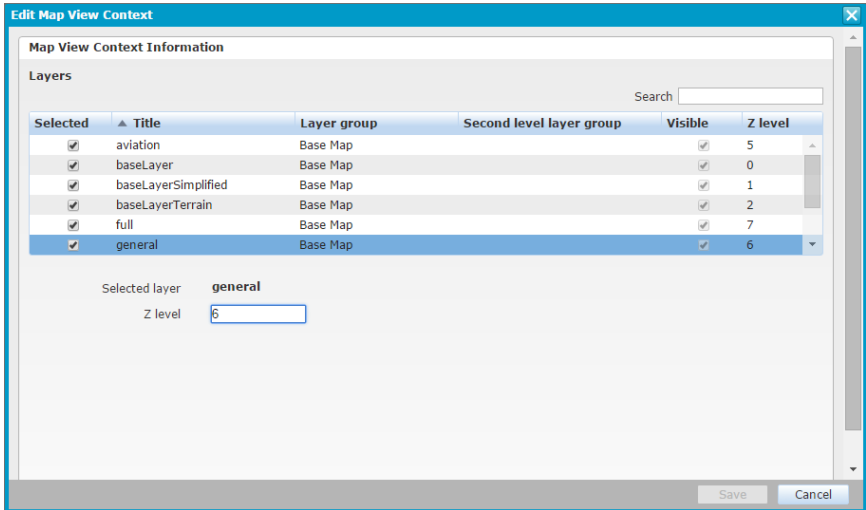 Edit Map View Context
Map View Context Information
Layers
Search
Selected Title Layer group Second level layer group Visible Z level
aviation Base Map 5
baseLayer Base Map 0
baseLayerSimplified Base Map 1
baseLayerTerrain Base Map 2
full Base Map 7
general Base Map 6
Selected layer general
Z level 6
Save Cancel